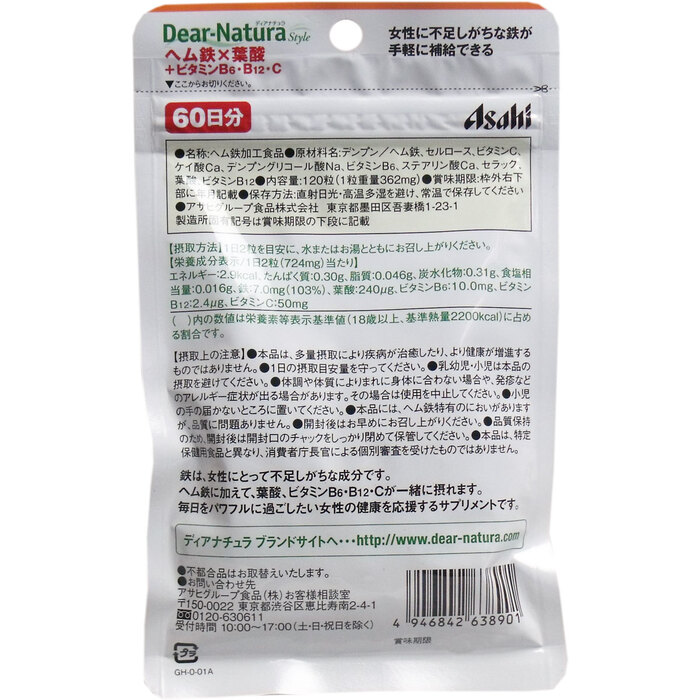 ディアナチュラ
Dear-Natura Style
ヘム鉄×葉酸
+ビタミンB6・B12・C
▼ここからお切りください。
女性に不足しがちな鉄が
手軽に補給できる
60日分
Asahi
●名称:ヘム鉄加工食品●原材料名:デンプン/ヘム鉄、セルロース、ビタミンC、
ケイ酸Ca、デンプングリコール酸Na、ビタミンB6、ステアリン酸Ca、セラック、
葉酸、ビタミンB12●内容量:120粒(1粒重量362mg)●賞味期限:枠外右下
部に年月記載●保存方法:直射日光・高温多湿を避け、常温で保存してください
●アサヒグループ食品株式会社 東京都墨田区吾妻橋1-23-1
製造所固有記号は賞味期限の下段に記載
【摂取方法】1日2粒を目安に、水またはお湯とともにお召し上がりください。
【栄養成分表示/1日2粒(724mg)当たり】
エネルギー:2.9kcal、たんぱく質:0.30g、脂質:0.046g、炭水化物:0.31g、食塩相
当量:0.016g、鉄:7.0mg(103%)、葉酸:240μg、ビタミンB6:10.0mg、ビタミン
B12:2.4μg、ビタミンC:50mg
( )内の数値は栄養素等表示基準値(18歳以上、基準熱量2200kcal)に占め
る割合です。
【摂取上の注意】●本品は、多量摂取により疾病が治癒したり、より健康が増進する
ものではありません。●1日の摂取目安量を守ってください。●乳幼児・小児は本品の
摂取を避けてください。●体調や体質によりまれに身体に合わない場合や、発疹などの
アレルギー症状が出る場合があります。その場合は使用を中止してください。●小児
の手の届かないところに置いてください。●本品には、ヘム鉄特有のにおいがあります
が、品質に問題ありません。●開封後はお早めにお召し上がりください。●品質保持
のため、開封後は開封口のチャックをしっかり閉めて保管してください。●本品は、特定
保健用食品と異なり、消費者庁長官による個別審査を受けたものではありません。
鉄は、女性にとって不足しがちな成分です。
ヘム鉄に加えて、葉酸、ビタミンB6・B12・Cが一緒に摂れます。
毎日をパワフルに過ごしたい女性の健康を応援するサプリメントです。
ディアナチュラ ブランドサイトへ…http://www.dear-natura.com
●不都合品はお取替えいたします。
●お問い合わせ先
アサヒグループ食品(株)お客様相談室
〒150-0022 東京都渋谷区恵比寿南2-4-1
0120-630611
受付時間 10:00〜17:00(土・日・祝日を除く)
4 946842 638901
賞味期限
プラ
GH-0-01A